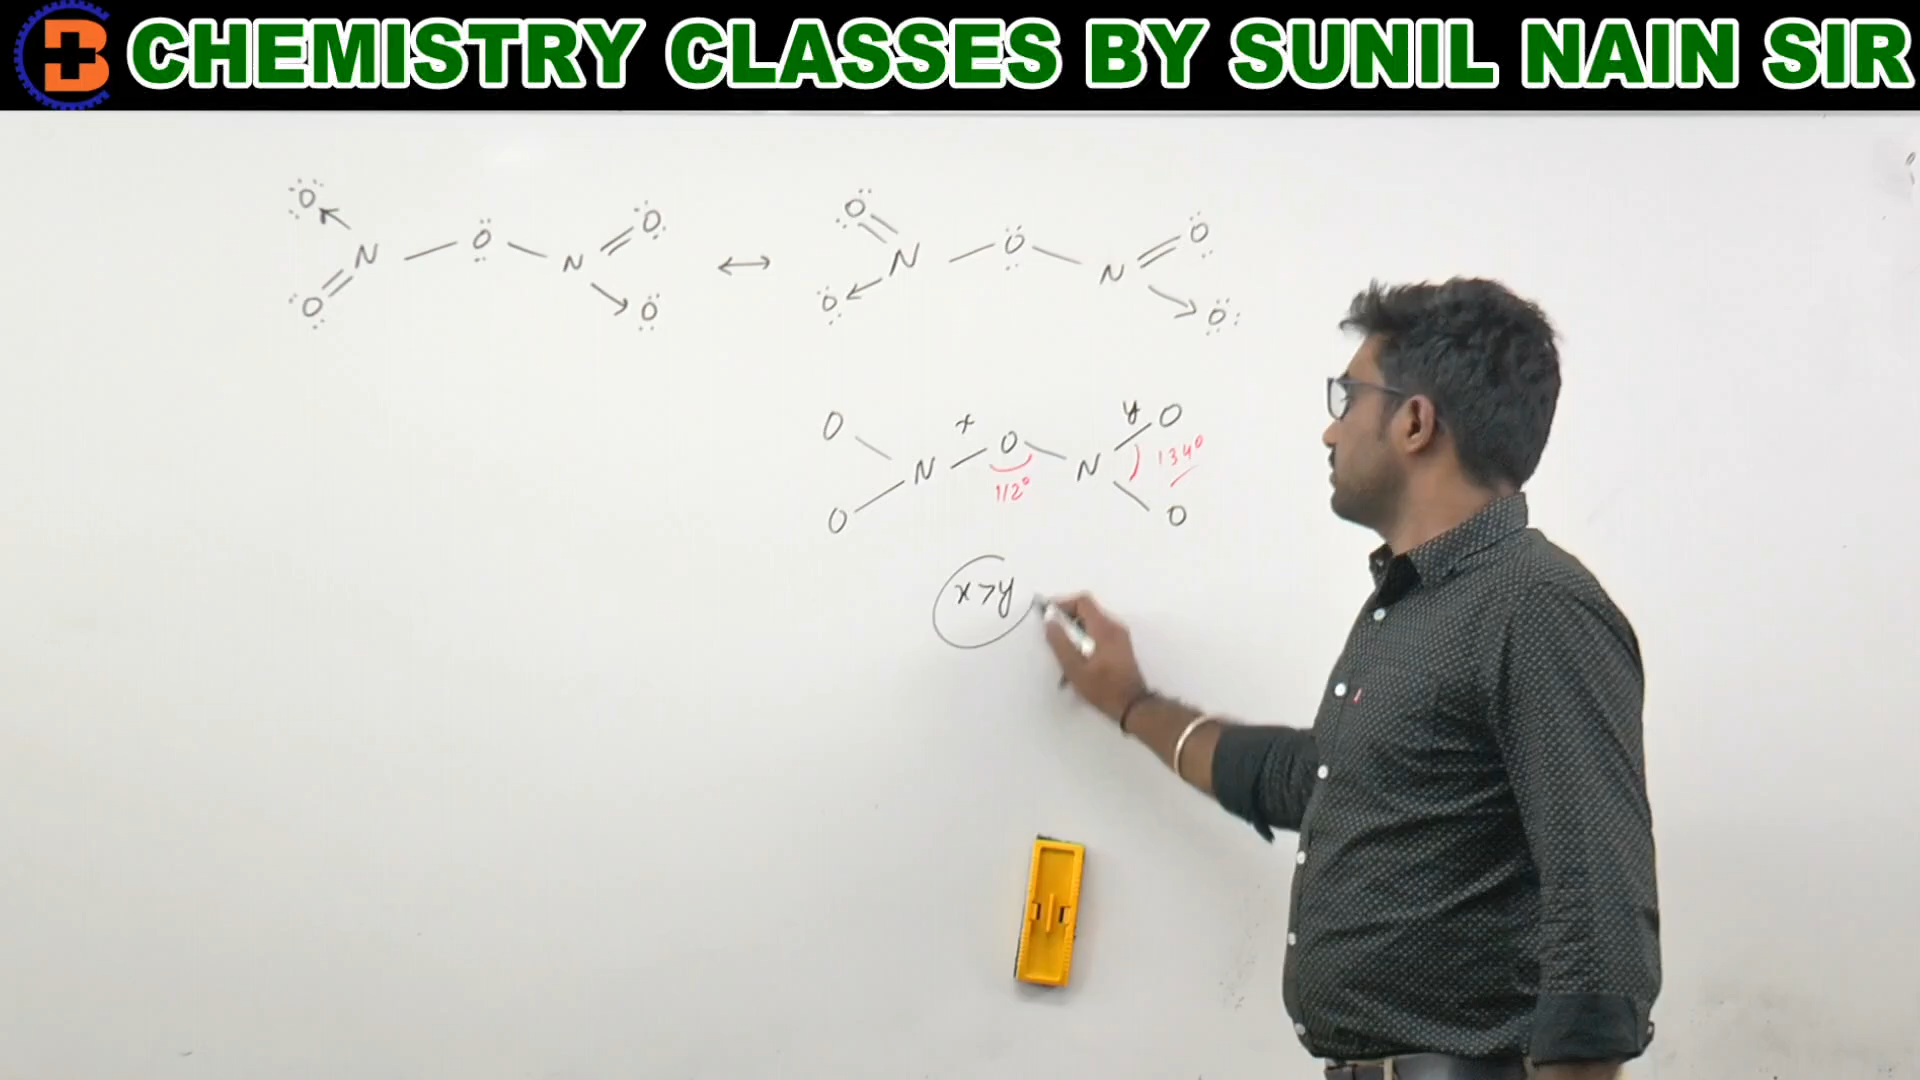 B CHEMISTRY CLASSES BY SUNIL NAIN SIR
O O O O
N O N ↔ N O N
O O O O
O x y O
N O N 134°
112°
O O
x>y